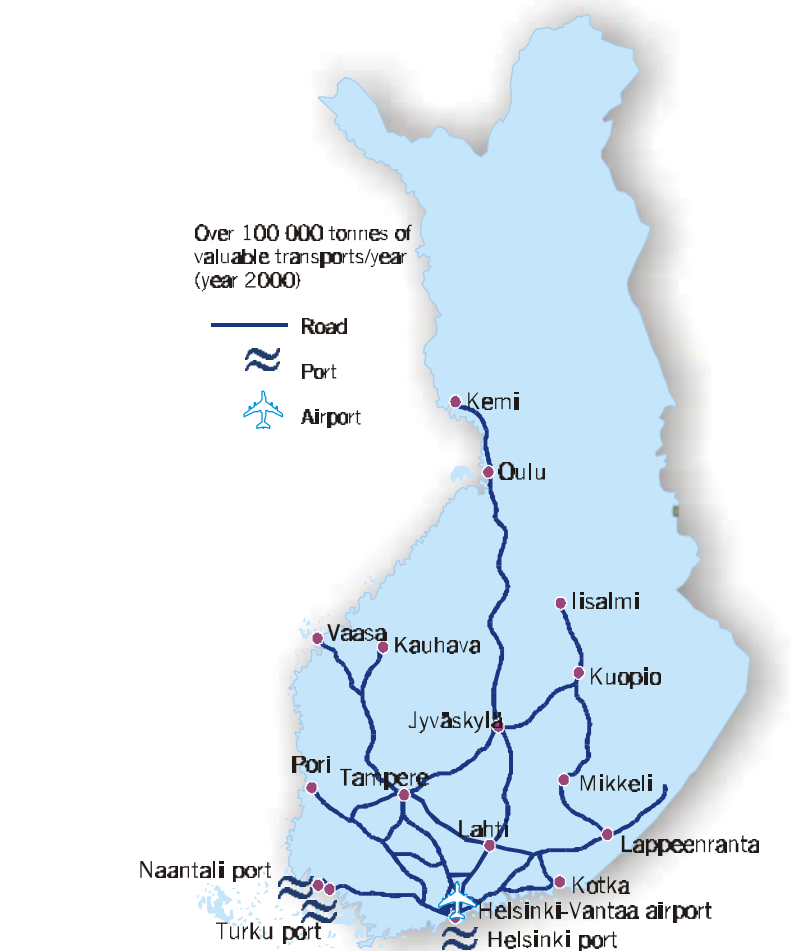 Over 100 000 tonnes of
valuable transports/year
(year 2000)
Road
Port
Airport
Kemi
Oulu
Iisalmi
Vaasa
Kauhava
Kuopio
Jyväskylä
Pori
Tampere
Mikkeli
Lahti
Lappeenranta
Naantali port
Kotka
Helsinki-Vantaa airport
Turku port
Helsinki port